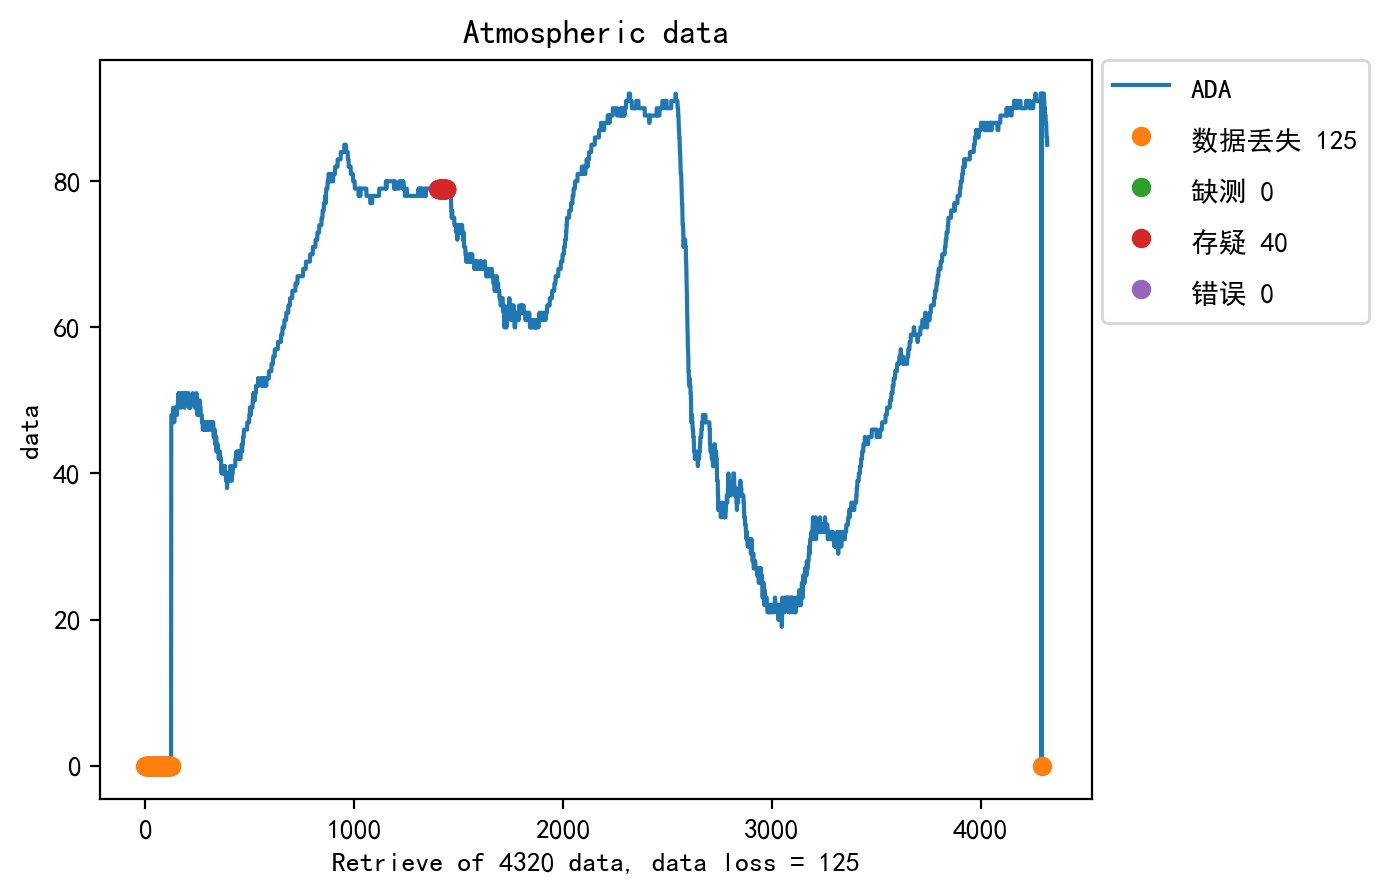 Atmospheric data
ADA
数据丢失 125
缺测 0
存疑 40
错误 0
data
80
60
40
20
0
0 1000 2000 3000 4000
Retrieve of 4320 data, data loss = 125